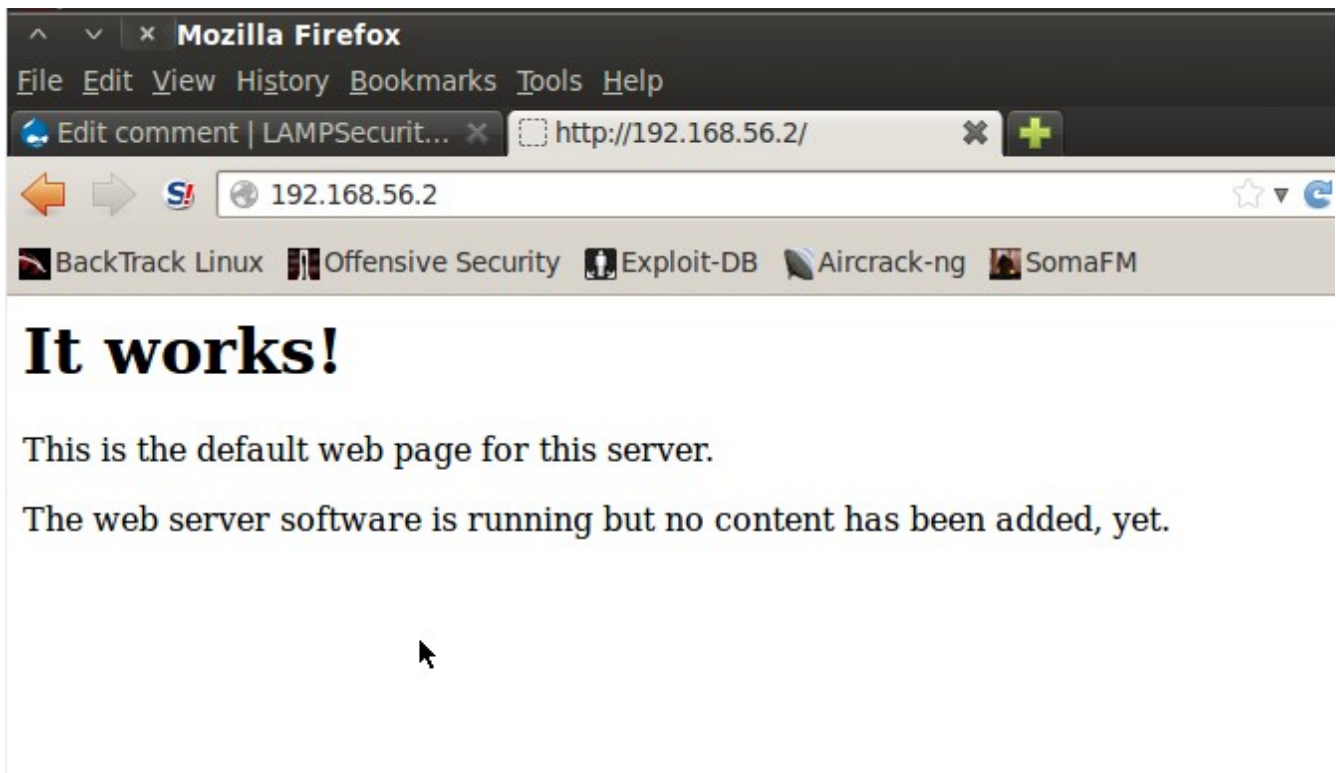 Mozilla Firefox
File Edit View History Bookmarks Tools Help
Edit comment | LAMPSecurit... http://192.168.56.2/
S! 192.168.56.2
BackTrack Linux Offensive Security Exploit-DB Aircrack-ng SomaFM
It works!
This is the default web page for this server.
The web server software is running but no content has been added, yet.